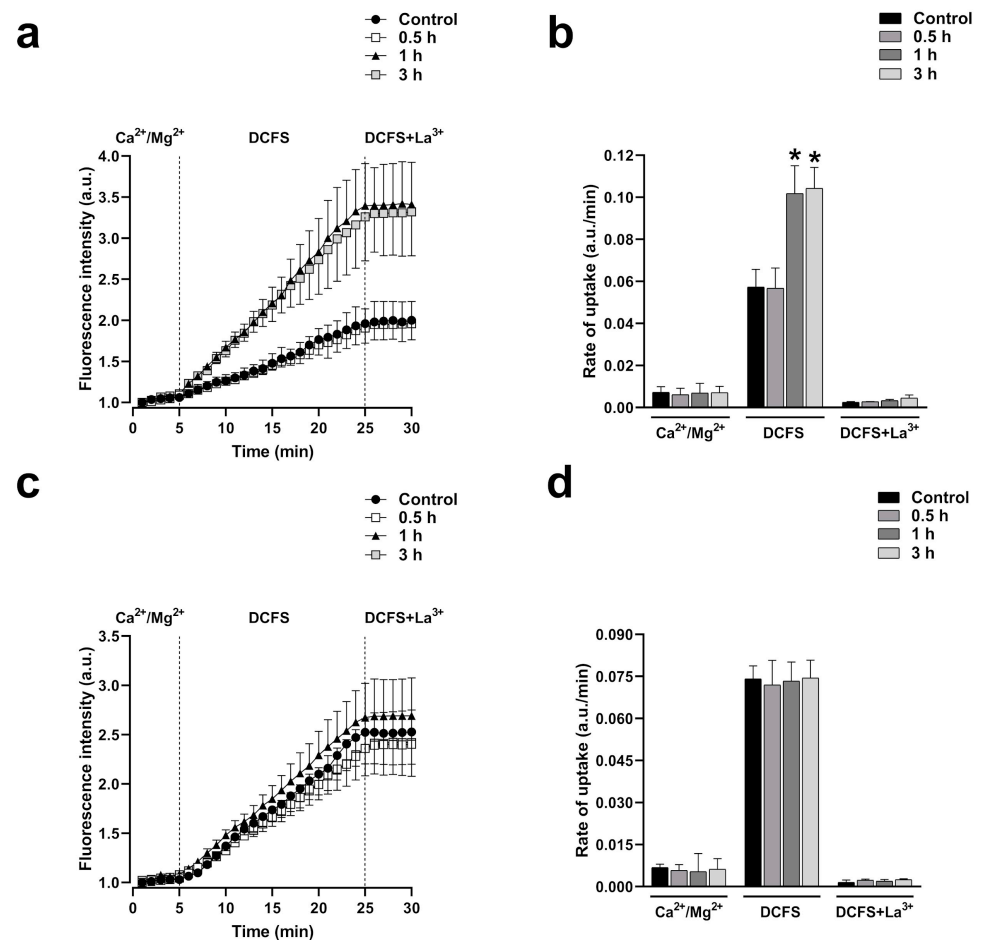 a
Control
0.5 h
1 h
3 h
Ca²⁺/Mg²⁺ DCFS DCFS+La³⁺
Fluorescence intensity (a.u.)
4.0
3.5
3.0
2.5
2.0
1.5
1.0
0 5 10 15 20 25 30
Time (min)
b
Control
0.5 h
1 h
3 h
Rate of uptake (a.u./min)
0.12
0.10
0.08
0.06
0.04
0.02
0.00
* *
Ca²⁺/Mg²⁺ DCFS DCFS+La³⁺
c
Control
0.5 h
1 h
3 h
Ca²⁺/Mg²⁺ DCFS DCFS+La³⁺
Fluorescence intensity (a.u.)
3.5
3.0
2.5
2.0
1.5
1.0
0 5 10 15 20 25 30
Time (min)
d
Control
0.5 h
1 h
3 h
Rate of uptake (a.u./min)
0.090
0.075
0.060
0.045
0.030
0.015
0.000
Ca²⁺/Mg²⁺ DCFS DCFS+La³⁺